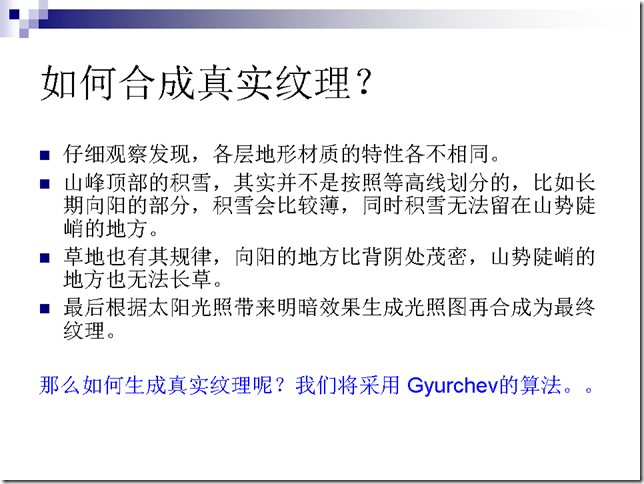 如何合成真实纹理？
仔细观察发现，各层地形材质的特性各不相同。
山峰顶部的积雪，其实并不是按照等高线划分的，比如长
期向阳的部分，积雪会比较薄，同时积雪无法留在山势陡
峭的地方。
草地也有其规律，向阳的地方比背阴处茂密，山势陡峭的
地方也无法长草。
最后根据太阳光照带来明暗效果生成光照图再合成为最终
纹理。
那么如何生成真实纹理呢？我们将采用 Gyurchev的算法。。